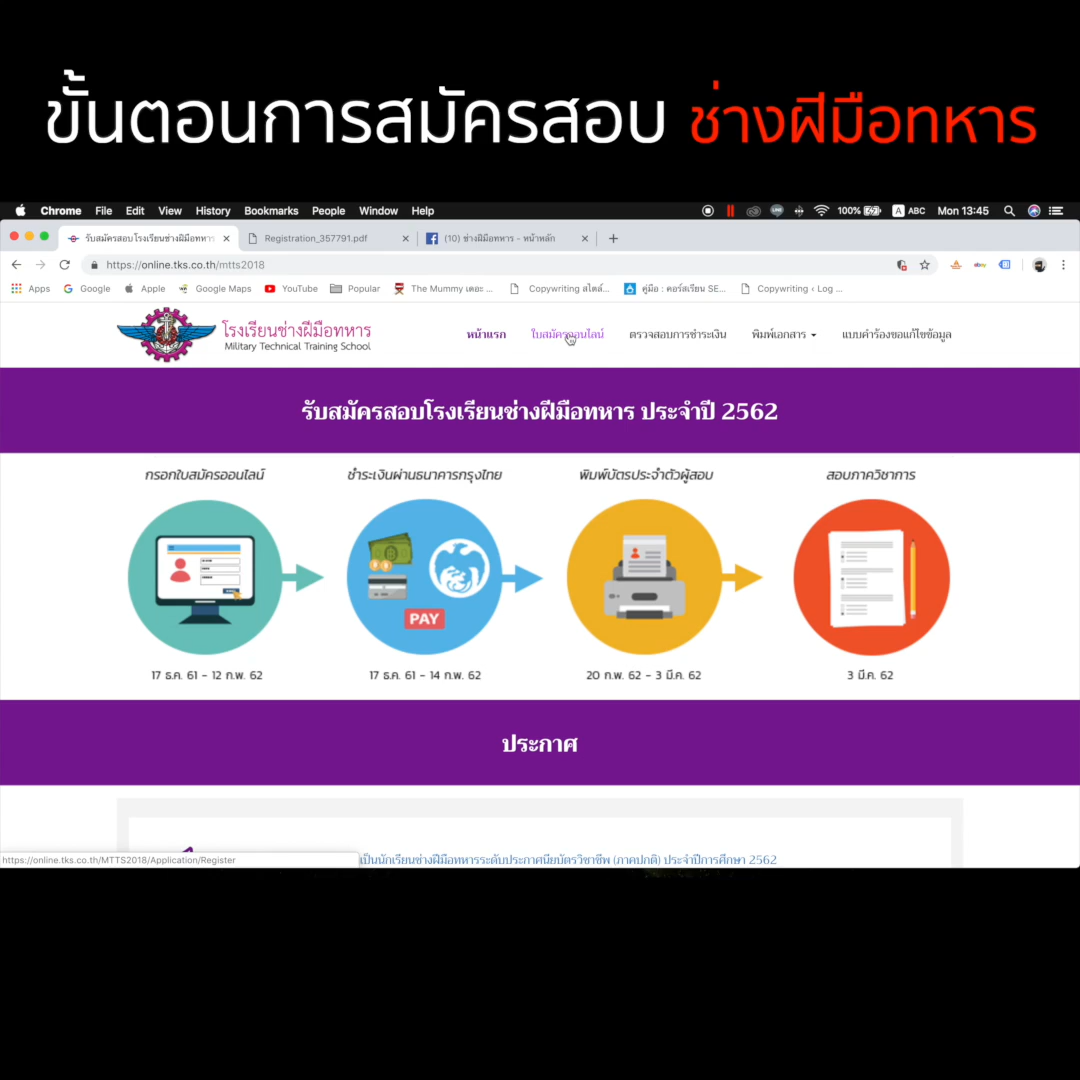 ขั้นตอนการสมัครสอบ ช่างฝีมือทหาร
Chrome File Edit View History Bookmarks People Window Help 100% A ABC Mon 13:45
รับสมัครสอบโรงเรียนช่างฝีมือทหาร Registration_357791.pdf (10) ช่างฝีมือทหาร - หน้าหลัก
https://online.tks.co.th/mtts2018
Apps Google Apple Google Maps YouTube Popular The Mummy เดอะ ... Copywriting สไตล์... คู่มือ : คอร์สเรียน SE... Copywriting ‹ Log ...
โรงเรียนช่างฝีมือทหาร
Military Technical Training School
หน้าแรก ใบสมัครออนไลน์ ตรวจสอบการชำระเงิน พิมพ์เอกสาร แบบคำร้องขอแก้ไขข้อมูล
รับสมัครสอบโรงเรียนช่างฝีมือทหาร ประจำปี 2562
กรอกใบสมัครออนไลน์ ชำระเงินผ่านธนาคารกรุงไทย พิมพ์บัตรประจำตัวผู้สอบ สอบภาควิชาการ
PAY
17 ธ.ค. 61 - 12 ก.พ. 62 17 ธ.ค. 61 - 14 ก.พ. 62 20 ก.พ. 62 - 3 มี.ค. 62 3 มี.ค. 62
ประกาศ
เป็นนักเรียนช่างฝีมือทหารระดับประกาศนียบัตรวิชาชีพ (ภาคปกติ) ประจำปีการศึกษา 2562
https://online.tks.co.th/MTTS2018/Application/Register